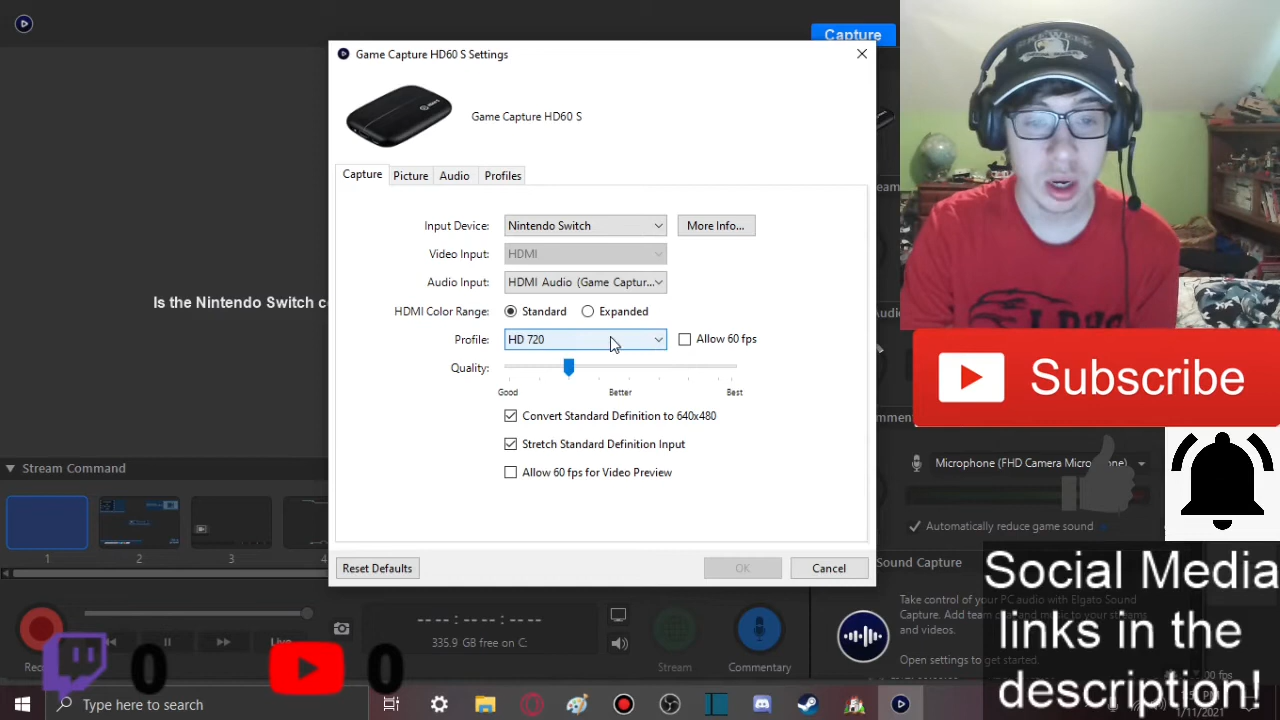 Capture
Game Capture HD60 S Settings
Game Capture HD60 S
Capture
Picture
Audio
Profiles
Input Device:
Nintendo Switch
More Info...
Video Input:
HDMI
Audio Input:
HDMI Audio (Game Captur...
HDMI Color Range:
Standard
Expanded
Profile:
HD 720
Allow 60 fps
Quality:
Good
Better
Best
Convert Standard Definition to 640x480
Stretch Standard Definition Input
Allow 60 fps for Video Preview
Reset Defaults
OK
Cancel
Is the Nintendo Switch
Subscribe
Stream Command
1
2
3
Microphone (FHD Camera Microphone)
Automatically reduce game sound
Sound Capture
Take control of your PC audio with Elgato Sound
and videos.
Open settings to get
335.9 GB free on C:
Stream
Commentary
Social Media
links in the
description!
0
0
Type here to search
1/11/2021